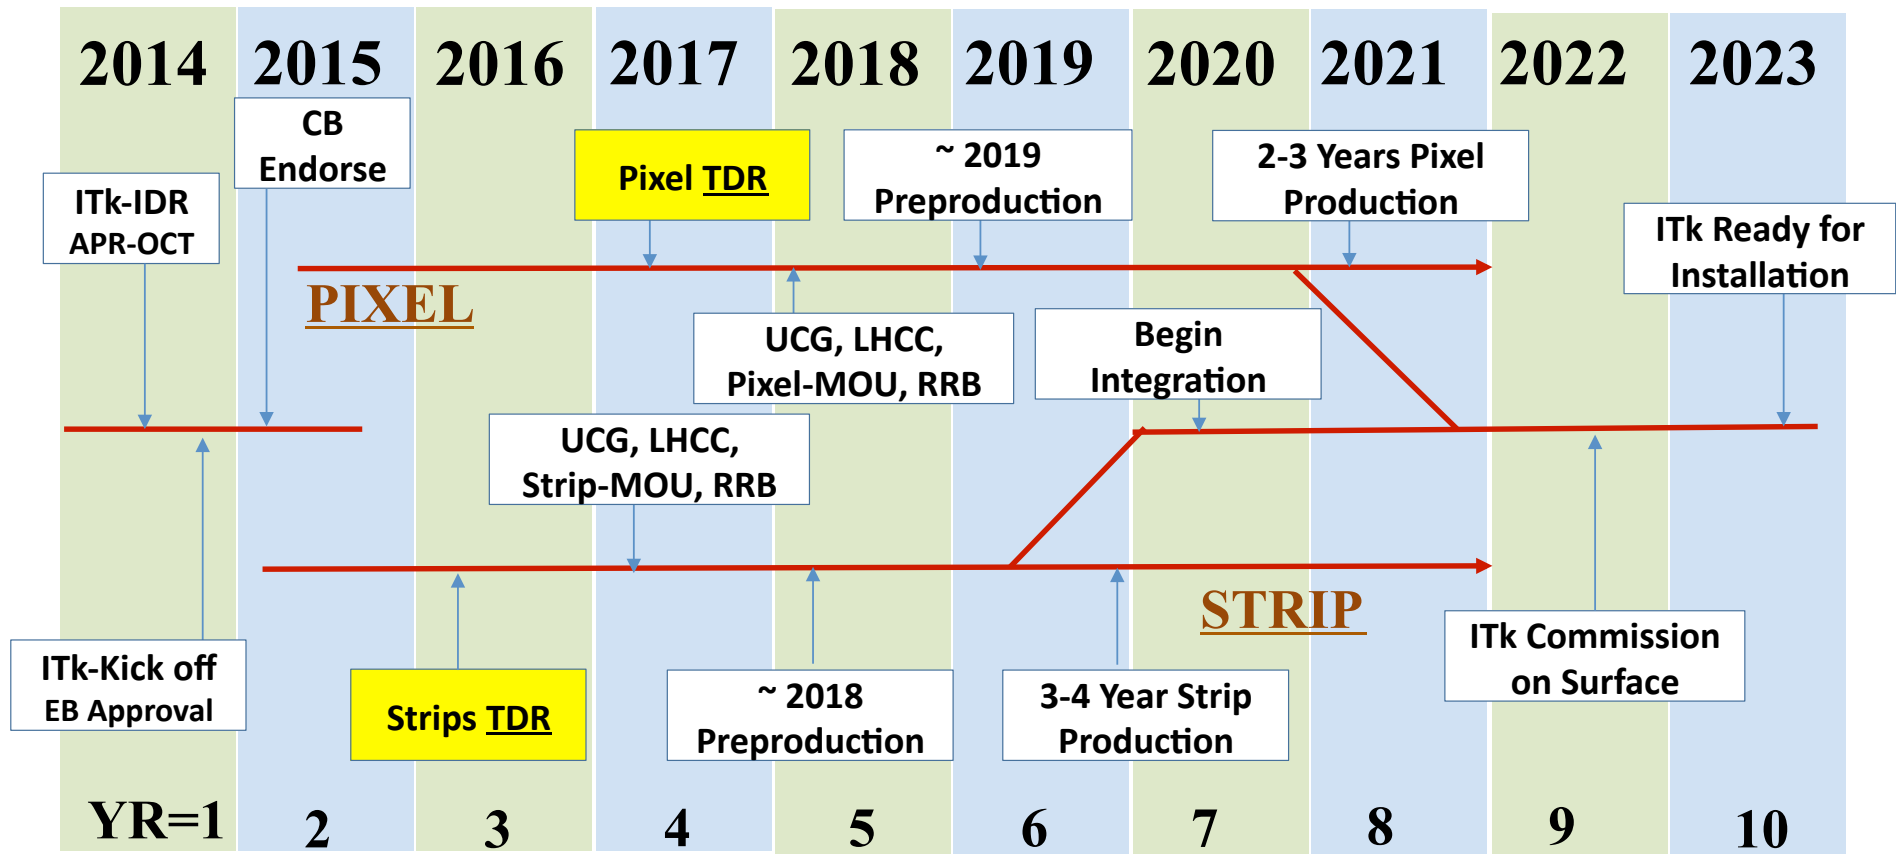 2014 2015 2016 2017 2018 2019 2020 2021 2022 2023
CB
Endorse
Pixel TDR
~ 2019
Preproduction
2-3 Years Pixel
Production
ITk-IDR
APR-OCT
ITk Ready for
Installation
PIXEL
UCG, LHCC,
Pixel-MOU, RRB
Begin
Integration
UCG, LHCC,
Strip-MOU, RRB
STRIP
ITk-Kick off
EB Approval
Strips TDR
~ 2018
Preproduction
3-4 Year Strip
Production
ITk Commission
on Surface
YR=1 2 3 4 5 6 7 8 9 10